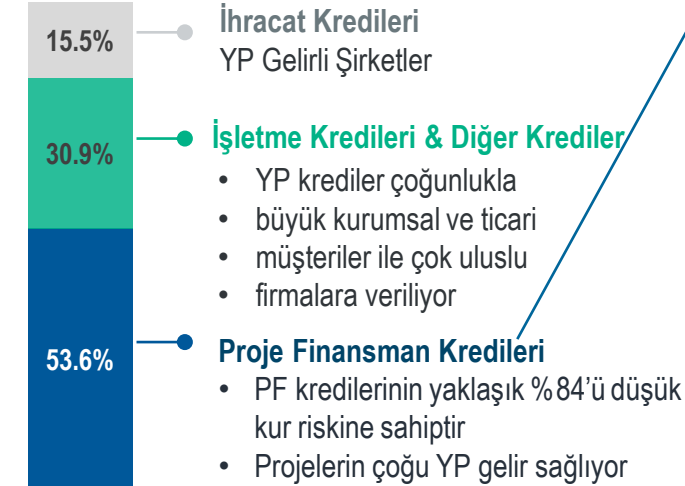 15.5%
İhracat Kredileri
YP Gelirli Şirketler
30.9%
İşletme Kredileri & Diğer Krediler
• YP krediler çoğunlukla
• büyük kurumsal ve ticari
• müşteriler ile çok uluslu
• firmalara veriliyor
53.6%
Proje Finansman Kredileri
• PF kredilerinin yaklaşık %84’ü düşük
kur riskine sahiptir
• Projelerin çoğu YP gelir sağlıyor